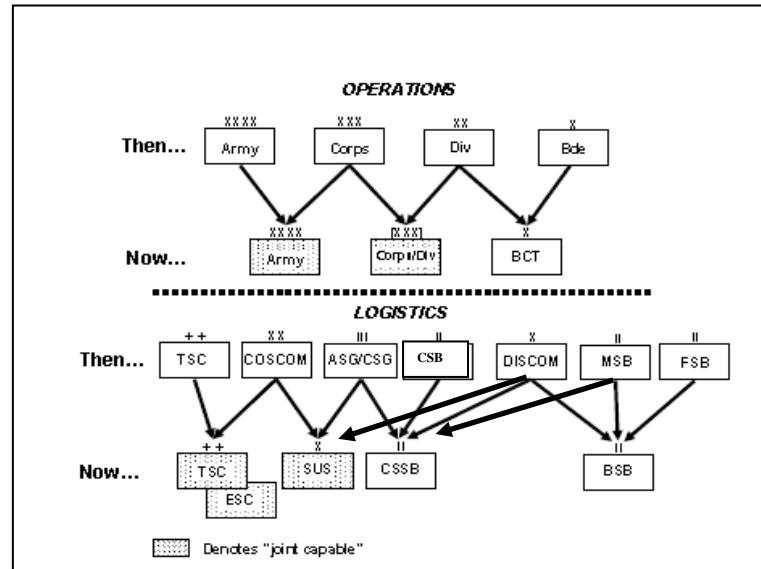 OPERATIONS
XXXX XXX XX X
Then... Army Corps Div Bde
XXXX [XXX] X
Now... Army Corps/Div BCT
LOGISTICS
++ XX III II X II II
Then... TSC COSCOM ASG/CSG CSB DISCOM MSB FSB
++ X II II
Now... TSC SUS CSSB BSB
ESC
Denotes "joint capable"